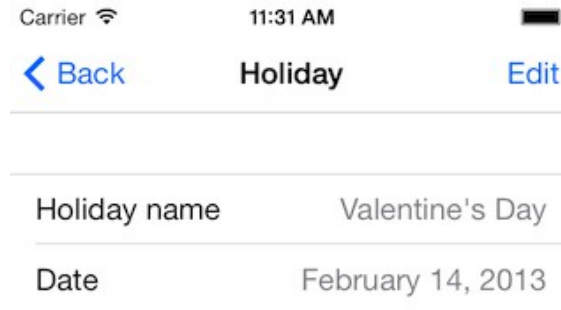 Carrier 11:31 AM
Back Holiday Edit
Holiday name Valentine's Day
Date February 14, 2013